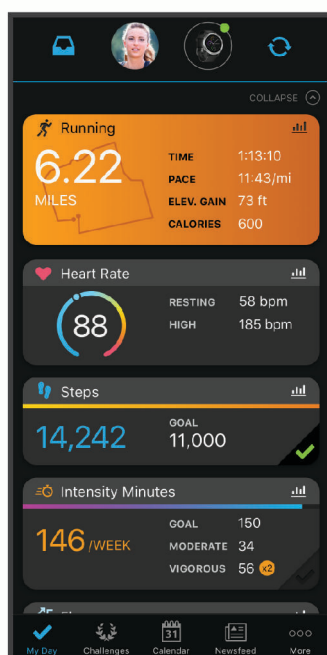 COLLAPSE
Running
6.22
MILES
TIME 1:13:10
PACE 11:43/mi
ELEV. GAIN 73 ft
CALORIES 600
Heart Rate
88
RESTING 58 bpm
HIGH 185 bpm
Steps
14,242
GOAL
11,000
Intensity Minutes
146 /WEEK
GOAL 150
MODERATE 34
VIGOROUS 56 x2
31
My Day Challenges Calendar Newsfeed More